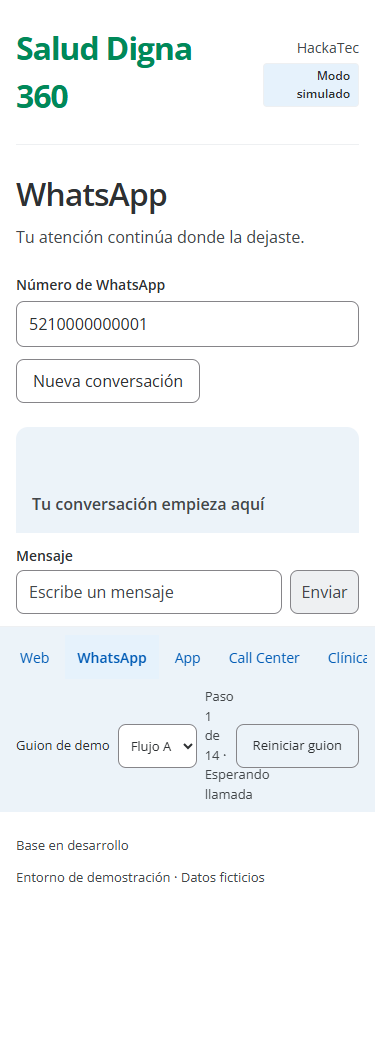 Salud Digna
360
HackaTec
Modo
simulado
WhatsApp
Tu atención continúa donde la dejaste.
Número de WhatsApp
5210000000001
Nueva conversación
Tu conversación empieza aquí
Mensaje
Escribe un mensaje
Enviar
Web WhatsApp App Call Center Clínica
Guion de demo
Flujo A
Paso
1
de
14 ·
Esperando
llamada
Reiniciar guion
Base en desarrollo
Entorno de demostración · Datos ficticios